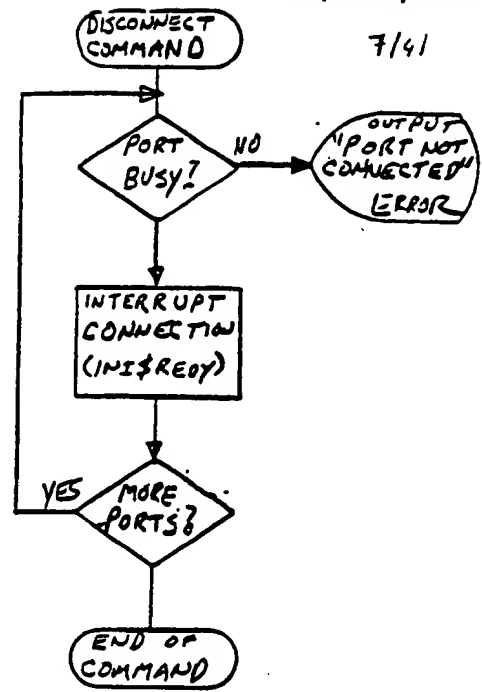 DISCONNECT
COMMAND
7/41
PORT
BUSY?
NO
OUTPUT
"PORT NOT
CONNECTED"
ERROR
INTERRUPT
CONNECTION
(INI$REDY)
YES
MORE
PORTS?
END OF
COMMAND